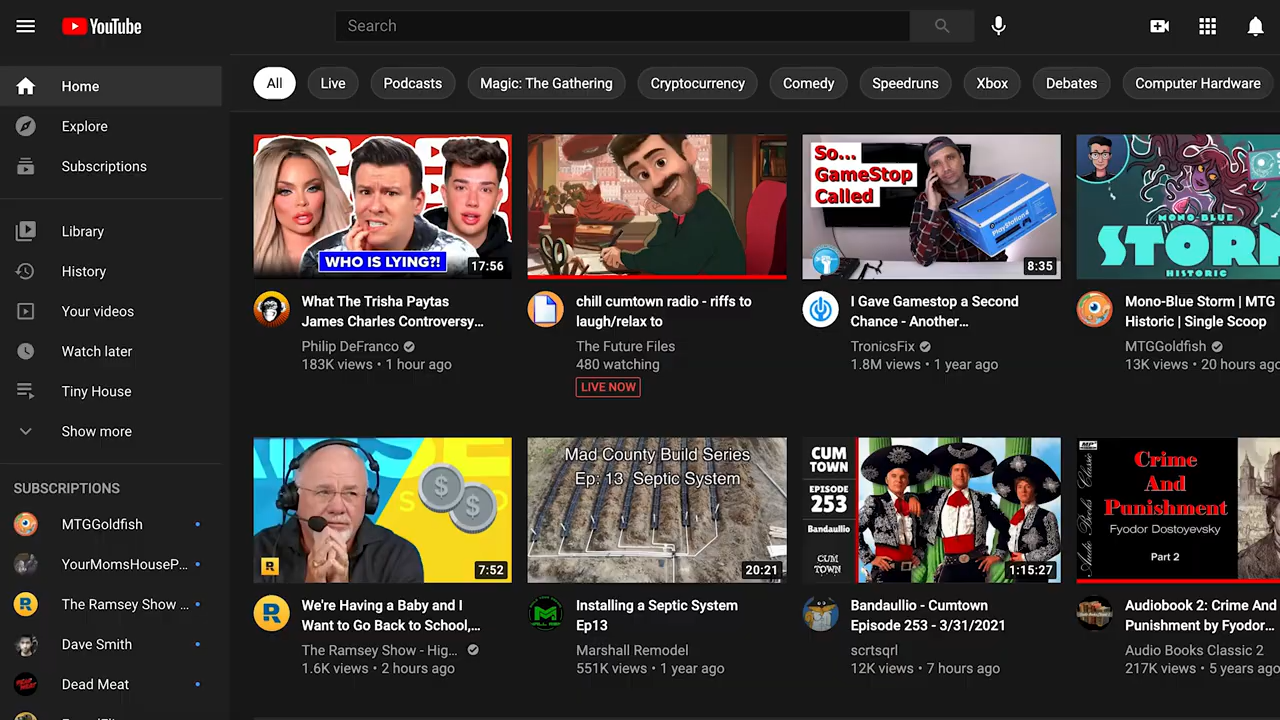 YouTube
Search
Home
Explore
Subscriptions
Library
History
Your videos
Watch later
Tiny House
Show more
SUBSCRIPTIONS
MTGGoldfish
YourMomsHouseP...
The Ramsey Show ...
Dave Smith
Dead Meat
All
Live
Podcasts
Magic: The Gathering
Cryptocurrency
Comedy
Speedruns
Xbox
Debates
Computer Hardware
WHO IS LYING?!
17:56
What The Trisha Paytas
James Charles Controversy...
Philip DeFranco
183K views • 1 hour ago
chill cumtown radio - riffs to
laugh/relax to
The Future Files
480 watching
LIVE NOW
So...
GameStop
Called
PlayStation 4
8:35
I Gave Gamestop a Second
Chance - Another...
TronicsFix
1.8M views • 1 year ago
MONO-BLUE
STORM
HISTORIC
Mono-Blue Storm | MTG
Historic | Single Scoop
MTGGoldfish
13K views • 20 hours ago
R
7:52
We're Having a Baby and I
Want to Go Back to School,...
The Ramsey Show - Hig...
1.6K views • 2 hours ago
Mad County Build Series
Ep: 13 Septic System
20:21
Installing a Septic System
Ep13
Marshall Remodel
551K views • 1 year ago
CUM
TOWN
EPISODE
253
Bandaullio
CUM
TOWN
1:15:27
Bandaullio - Cumtown
Episode 253 - 3/31/2021
scrtsqrl
12K views • 7 hours ago
MP3
Audio Books Classic
Crime
And
Punishment
Fyodor Dostoyevsky
Part 2
Audiobook 2: Crime And
Punishment by Fyodor...
Audio Books Classic 2
217K views • 5 years ago